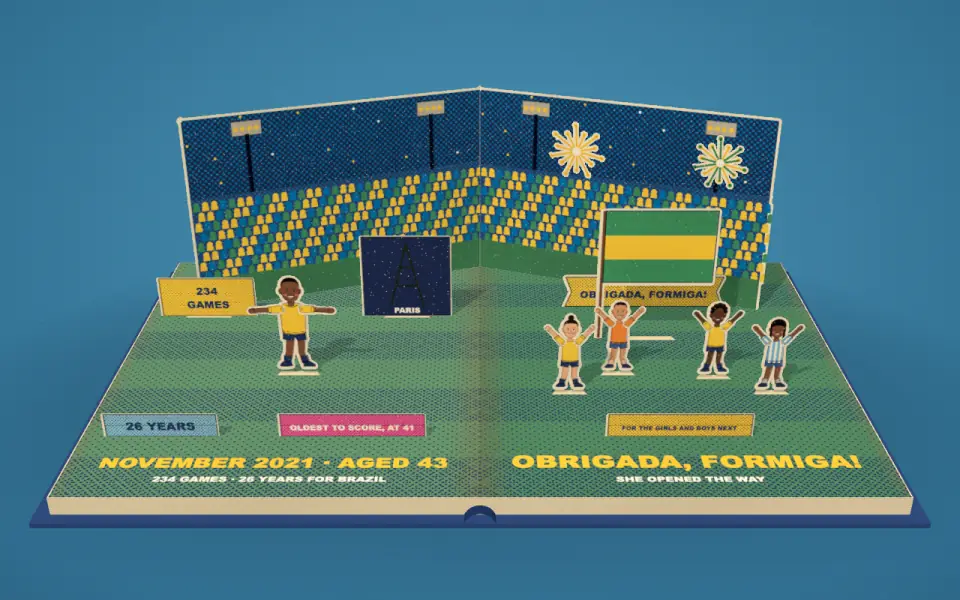 234
GAMES
PARIS
OBRIGADA, FORMIGA!
26 YEARS
OLDEST TO SCORE, AT 41
FOR THE GIRLS AND BOYS NEXT
NOVEMBER 2021 · AGED 43
234 GAMES · 26 YEARS FOR BRAZIL
OBRIGADA, FORMIGA!
SHE OPENED THE WAY